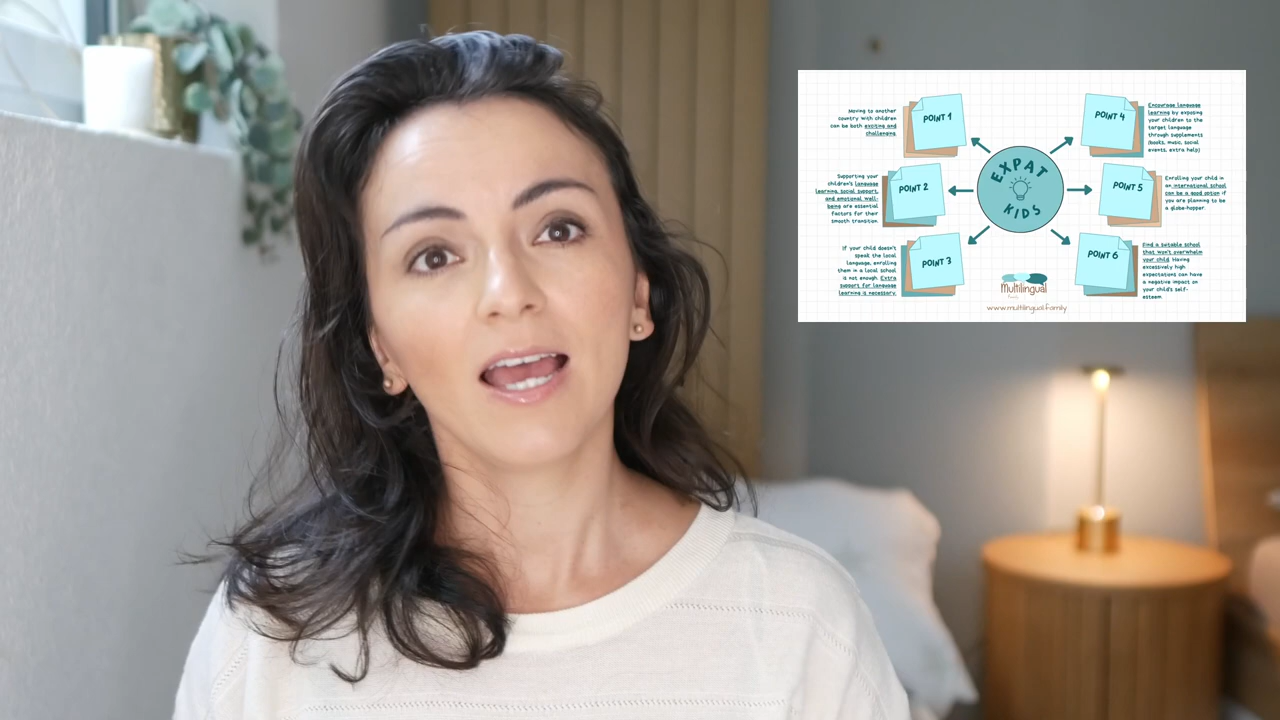 POINT 1
Moving to another
country with children
can be both exciting and
challenging.
POINT 2
Supporting your
children's language
learning, social support,
and emotional well-
being are essential
factors for their
smooth transition.
POINT 3
If your child doesn't
speak the local
language, enrolling
them in a local school
is not enough. Extra
support for language
learning is necessary.
EXPAT
KIDS
POINT 4
Encourage language
learning by exposing
your children to the
target language
through supplements
(books, music, social
events, extra help)
POINT 5
Enrolling your child in
an international school
can be a good option if
you are planning to be
a globe-hopper.
POINT 6
Find a suitable school
that won't overwhelm
your child. Having
excessively high
expectations can have
a negative impact on
your child's self-
esteem.
Multilingual
www.multilingual.family